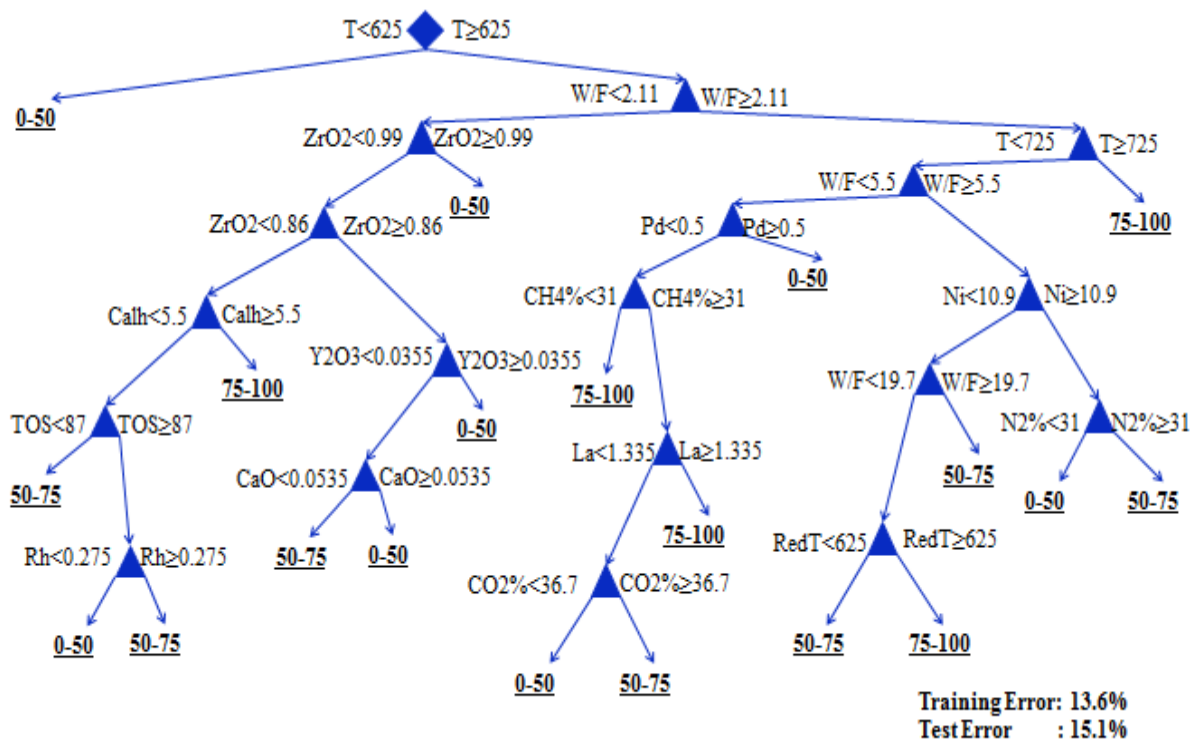 T<625 T≥625
0-50
W/F<2.11 W/F≥2.11
ZrO2<0.99 ZrO2≥0.99
T<725 T≥725
0-50
W/F<5.5 W/F≥5.5
75-100
ZrO2<0.86 ZrO2≥0.86
Pd<0.5 Pd≥0.5
0-50
Calh<5.5 Calh≥5.5
CH4%<31 CH4%≥31
Ni<10.9 Ni≥10.9
75-100
Y2O3<0.0355 Y2O3≥0.0355
75-100
W/F<19.7 W/F≥19.7
TOS<87 TOS≥87
0-50
N2%<31 N2%≥31
50-75
CaO<0.0535 CaO≥0.0535
La<1.335 La≥1.335
50-75
0-50
50-75
50-75
0-50
75-100
RedT<625 RedT≥625
Rh<0.275 Rh≥0.275
CO2%<36.7 CO2%≥36.7
0-50
50-75
50-75
75-100
0-50
50-75
Training Error: 13.6%
Test Error : 15.1%